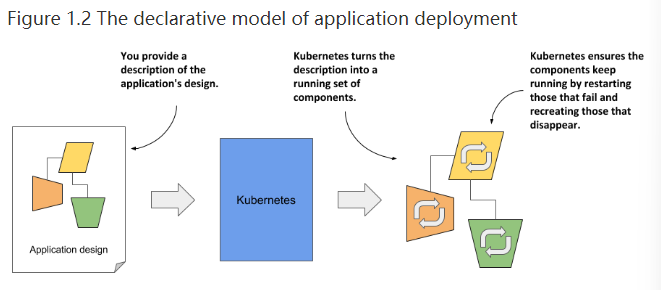 Figure 1.2 The declarative model of application deployment
You provide a
description of the
application's design.
Kubernetes turns the
description into a
running set of
components.
Kubernetes ensures the
components keep
running by restarting
those that fail and
recreating those that
disappear.
Application design
Kubernetes